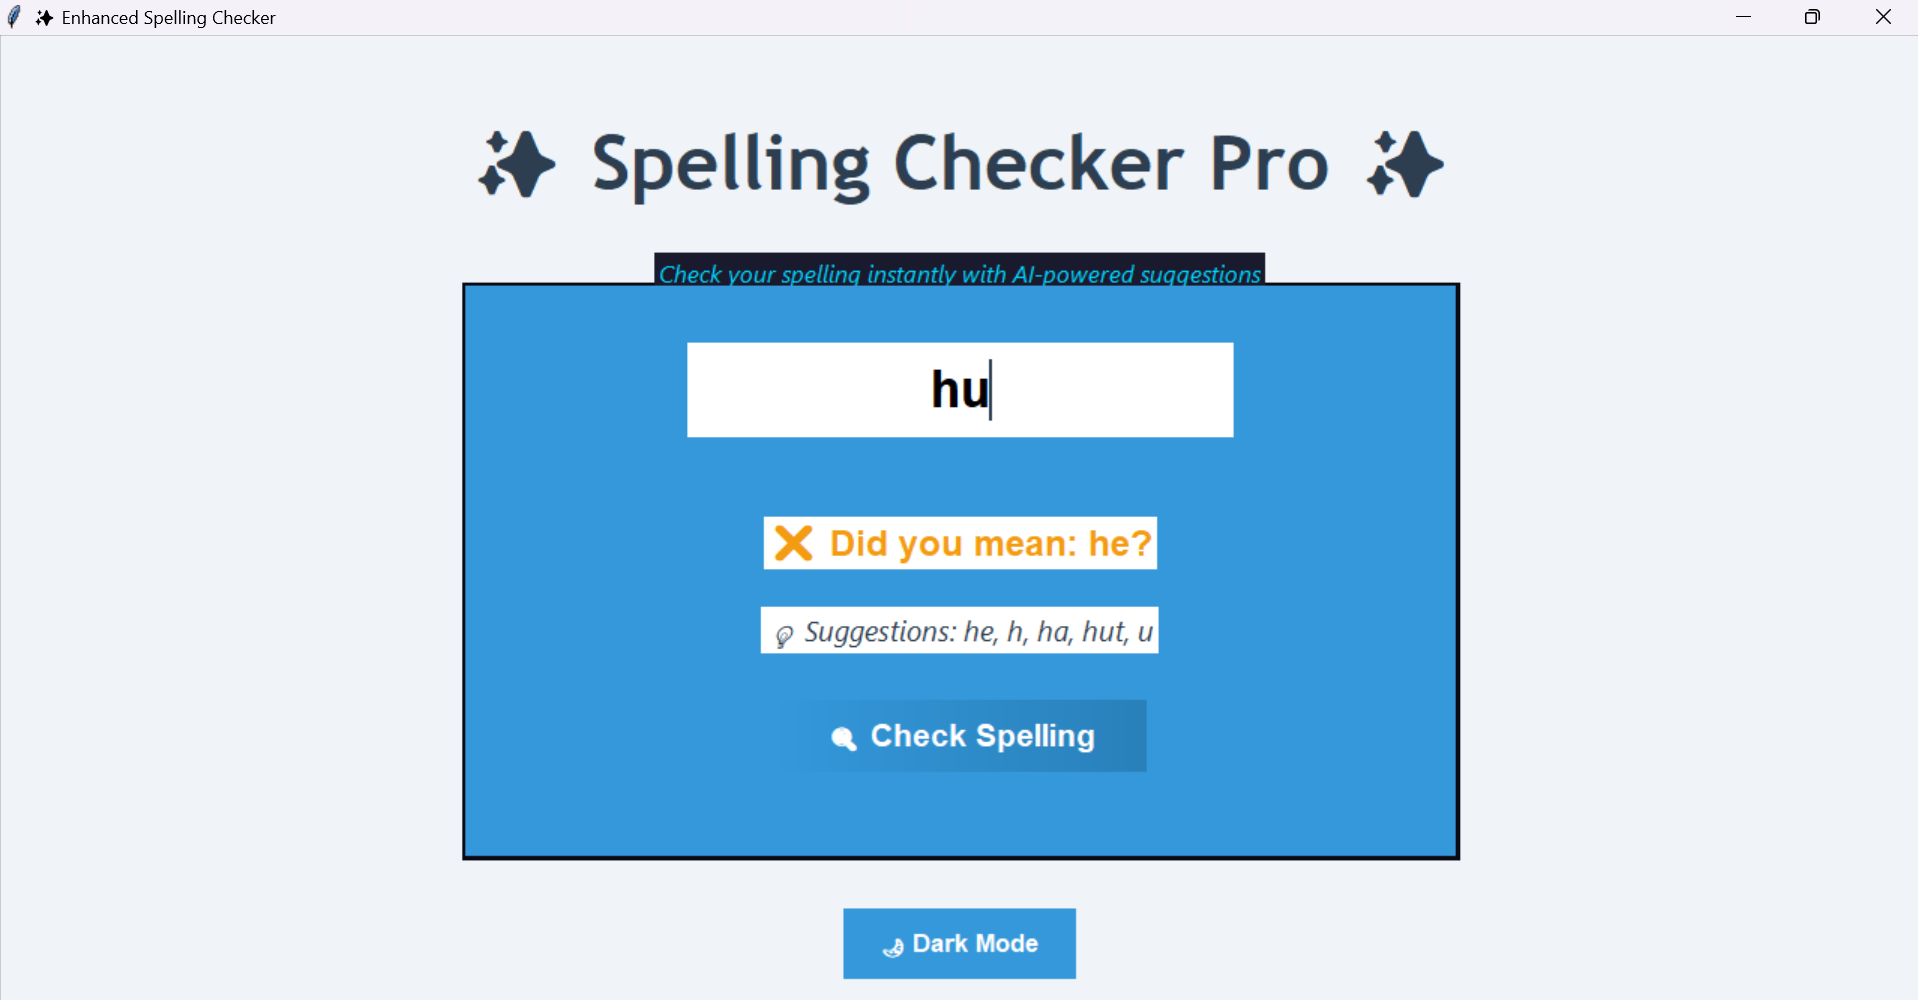 ✨ Enhanced Spelling Checker
✨ Spelling Checker Pro ✨
Check your spelling instantly with AI-powered suggestions
hu
❌ Did you mean: he?
💡 Suggestions: he, h, ha, hut, u
🔍 Check Spelling
🌙 Dark Mode